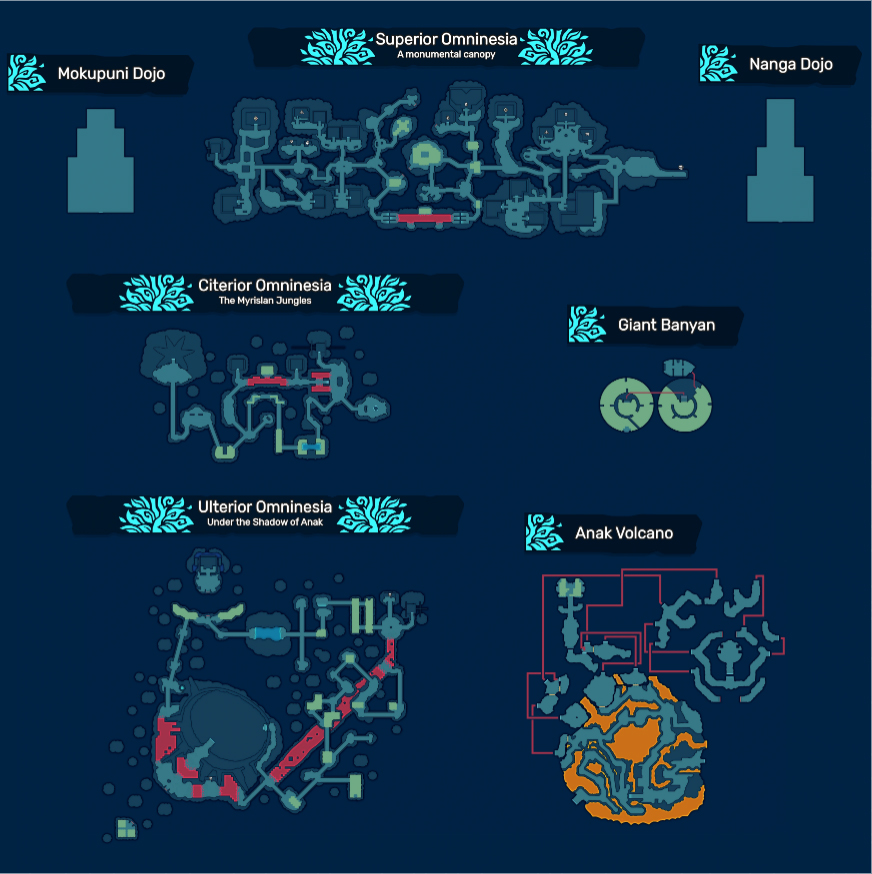 Superior Omninesia
A monumental canopy
Mokupuni Dojo
Nanga Dojo
Citerior Omninesia
The Myrislan Jungles
Giant Banyan
Ulterior Omninesia
Under the Shadow of Anak
Anak Volcano